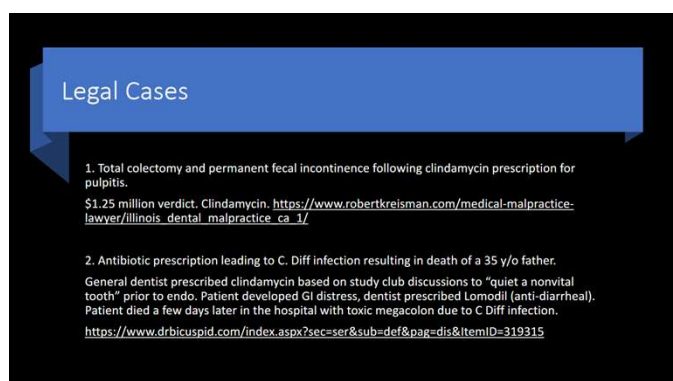 Legal Cases
1. Total colectomy and permanent fecal incontinence following clindamycin prescription for
pulpitis.
$1.25 million verdict. Clindamycin. https://www.robertkreisman.com/medical-malpractice-
lawyer/illinois_dental_malpractice_ca_1/
2. Antibiotic prescription leading to C. Diff infection resulting in death of a 35 y/o father.
General dentist prescribed clindamycin based on study club discussions to “quiet a nonvital
tooth” prior to endo. Patient developed GI distress, dentist prescribed Lomodil (anti-diarrheal).
Patient died a few days later in the hospital with toxic megacolon due to C Diff infection.
https://www.drbicuspid.com/index.aspx?sec=ser&sub=def&pag=dis&ItemID=319315